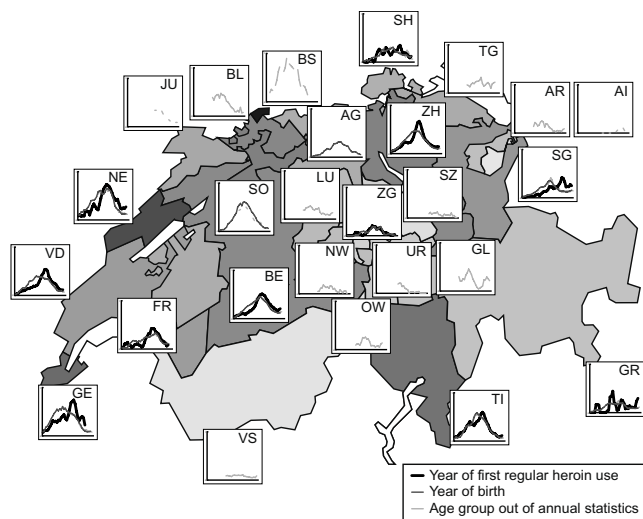 SH
TG
BS
BL
JU
AR
AI
AG
ZH
SG
NE
SO
LU
ZG
SZ
VD
NW
UR
GL
BE
FR
OW
GE
TI
GR
VS
Year of first regular heroin use
Year of birth
Age group out of annual statistics